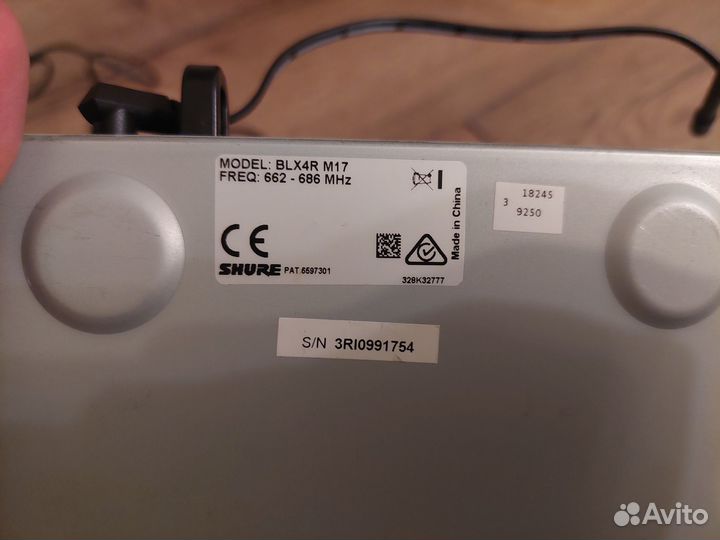 MODEL: BLX4R M17
FREQ: 662 - 686 MHz
CE
SHURE PAT 5597301
328K32777
Made in China
18245
3
9250
S/N 3RI0991754
Avito